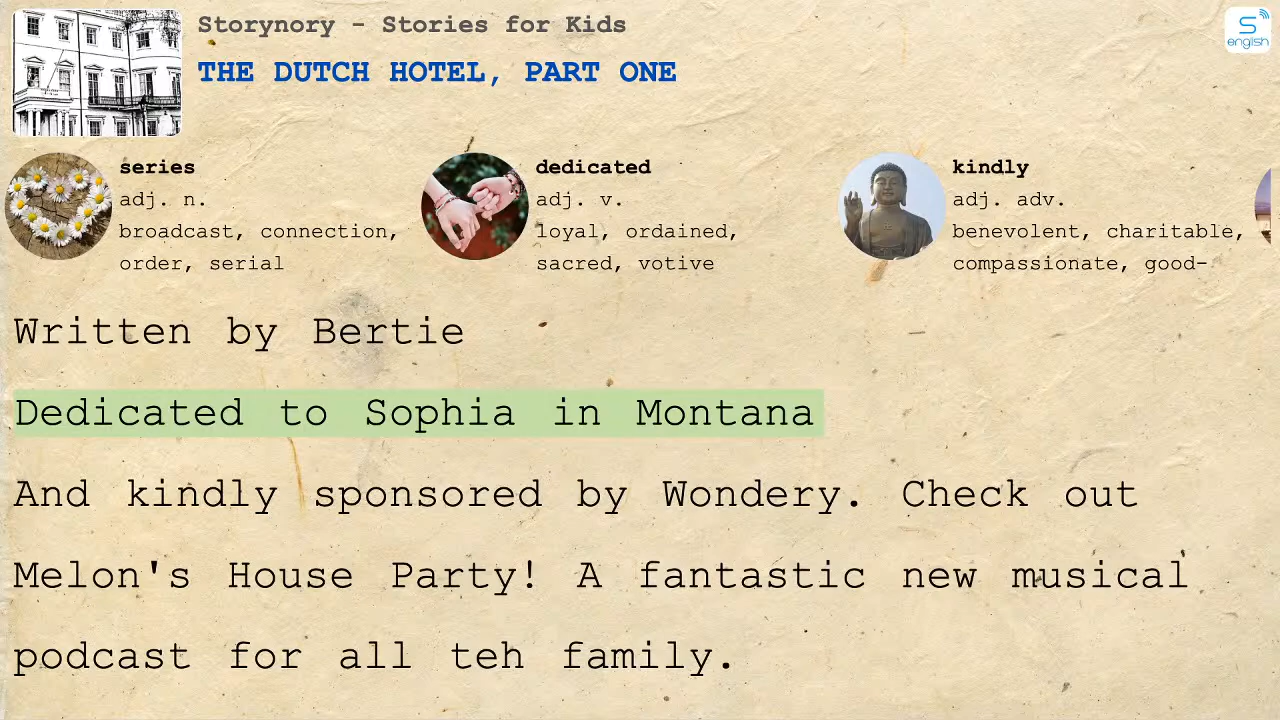 Storynory - Stories for Kids
THE DUTCH HOTEL, PART ONE
S
english
series
adj. n.
broadcast, connection,
order, serial
dedicated
adj. v.
loyal, ordained,
sacred, votive
kindly
adj. adv.
benevolent, charitable,
compassionate, good-
Written by Bertie
Dedicated to Sophia in Montana
And kindly sponsored by Wondery. Check out
Melon's House Party! A fantastic new musical
podcast for all teh family.